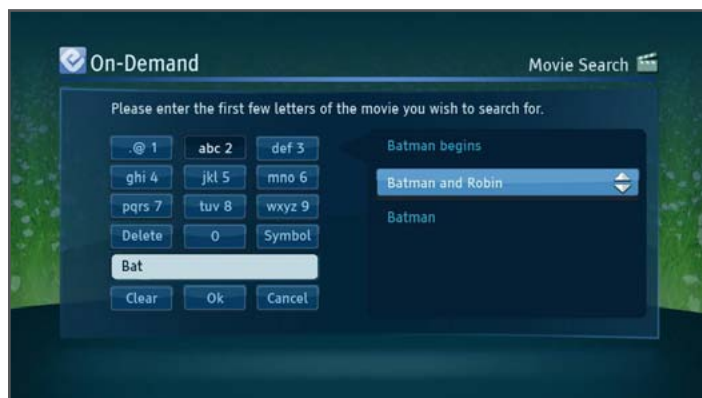 On-Demand
Movie Search
Please enter the first few letters of the movie you wish to search for.
.@ 1 abc 2 def 3
ghi 4 jkl 5 mno 6
pqrs 7 tuv 8 wxyz 9
Delete 0 Symbol
Bat
Clear Ok Cancel
Batman begins
Batman and Robin
Batman